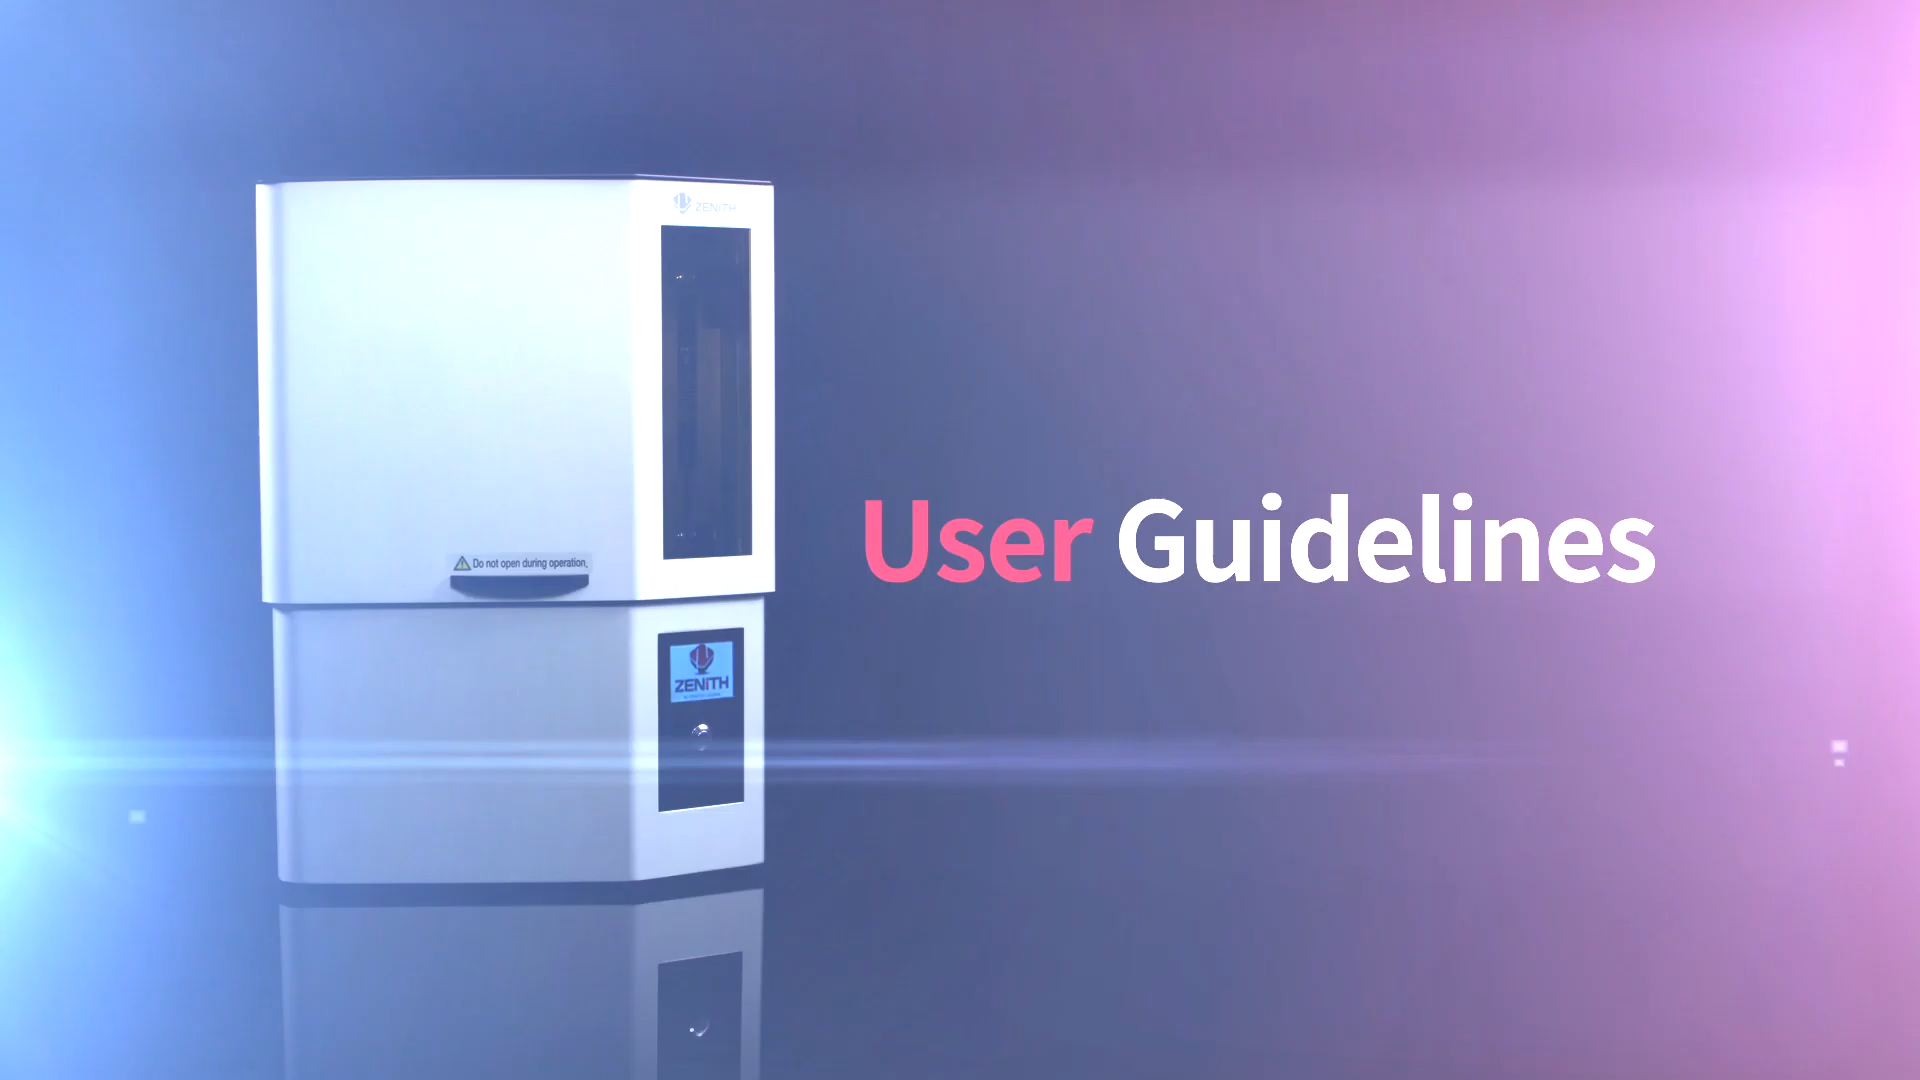 ZENITH
User Guidelines
Do not open during operation.
ZENITH